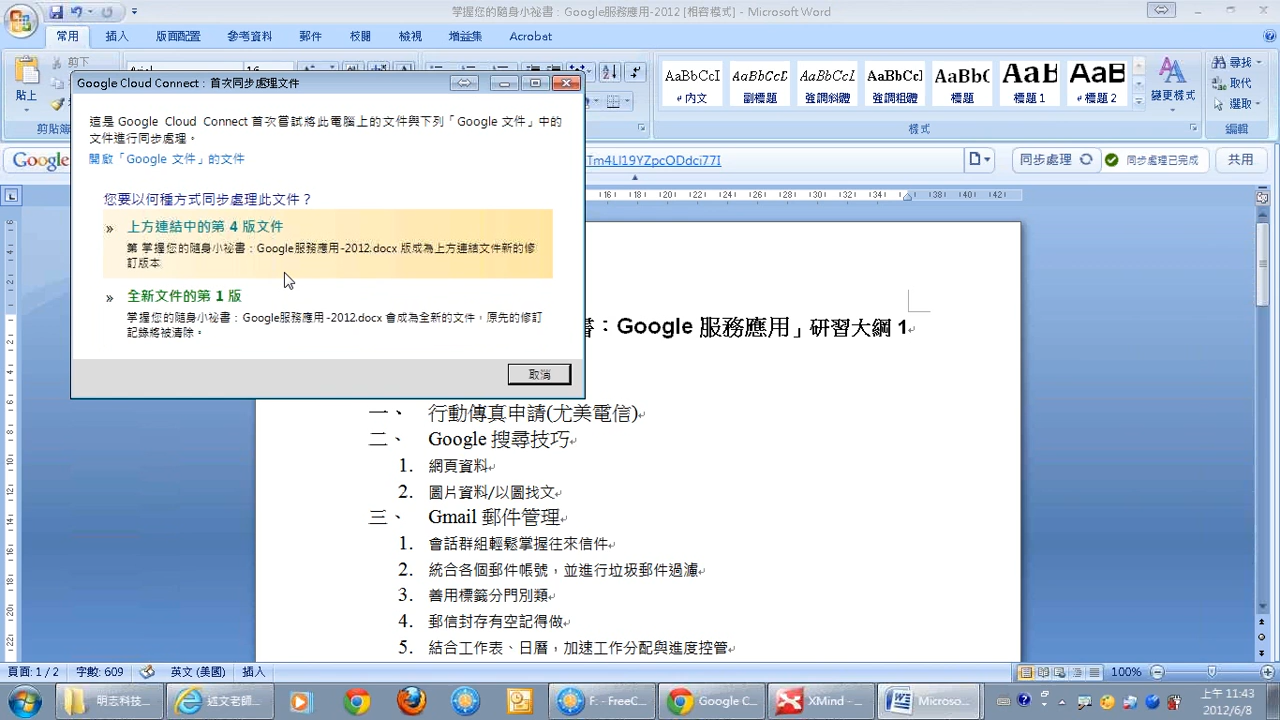 掌握您的隨身小祕書：Google服務應用-2012 [相容模式] - Microsoft Word
常用 插入 版面配置 參考資料 郵件 校閱 檢視 增益集 Acrobat
貼上 剪下
AaBbCcI AaBbCcD AaBbCcL AaBbCc AaBbC AaB AaB
內文 副標題 強調斜體 強調粗體 標題 標題 1 標題 2
變更樣式
尋找 取代 選取
樣式 編輯
Google Cloud Connect：首次同步處理文件
這是 Google Cloud Connect 首次嘗試將此電腦上的文件與下列「Google 文件」中的
文件進行同步處理。
開啟「Google 文件」的文件
您要以何種方式同步處理此文件？
» 上方連結中的第 4 版文件
第 掌握您的隨身小祕書：Google服務應用-2012.docx 版成為上方連結文件新的修
訂版本
» 全新文件的第 1 版
掌握您的隨身小祕書：Google服務應用-2012.docx 會成為全新的文件，原先的修訂
記錄將被清除。
取消
Google Tm4Ll19YZpcODdci77I 同步處理 同步處理已完成 共用
：Google 服務應用」研習大綱 1
一、 行動傳真申請(尤美電信)
二、 Google 搜尋技巧
1. 網頁資料
2. 圖片資料/以圖找文
三、 Gmail 郵件管理
1. 會話群組輕鬆掌握往來信件
2. 統合各個郵件帳號，並進行垃圾郵件過濾
3. 善用標籤分門別類
4. 郵信封存有空記得做
5. 結合工作表、日曆，加速工作分配與進度控管
頁面: 1 / 2 字數: 609 英文 (美國) 插入 100%
明志科技... 述文老師... F: - FreeC... Google C... XMind - ... Microso...
上午 11:43
2012/6/8